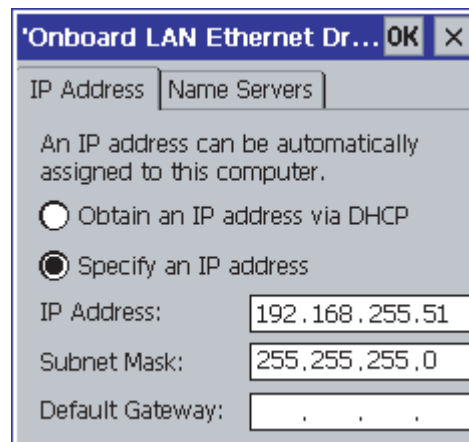 'Onboard LAN Ethernet Dr... OK ×
IP Address Name Servers
An IP address can be automatically
assigned to this computer.
Obtain an IP address via DHCP
Specify an IP address
IP Address: 192.168.255.51
Subnet Mask: 255.255.255.0
Default Gateway: . . .